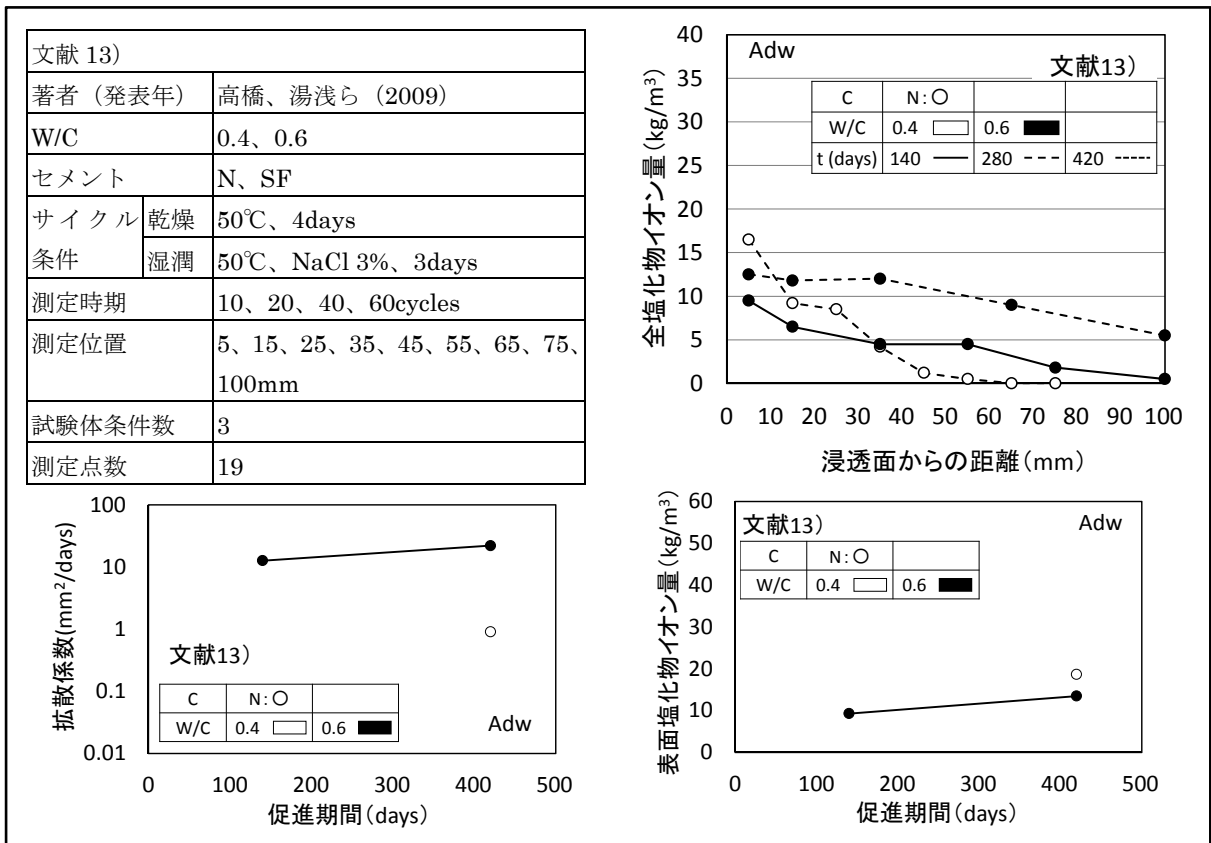 文献 13)
著者（発表年） 高橋、湯浅ら（2009）
W/C 0.4、0.6
セメント N、SF
サイクル条件 乾燥 50℃、4days
湿潤 50℃、NaCl 3%、3days
測定時期 10、20、40、60cycles
測定位置 5、15、25、35、45、55、65、75、
100mm
試験体条件数 3
測定点数 19
Adw
文献13）
C N:○
W/C 0.4 0.6
t (days) 140 280 420
全塩化物イオン量(kg/m³)
40
35
30
25
20
15
10
5
0
0 10 20 30 40 50 60 70 80 90 100
浸透面からの距離(mm)
拡散係数(mm²/days)
100
10
1
0.1
0.01
文献13）
C N:○
W/C 0.4 0.6
Adw
0 100 200 300 400 500
促進期間(days)
表面塩化物イオン量(kg/m³)
60
50
40
30
20
10
0
文献13）
Adw
C N:○
W/C 0.4 0.6
0 100 200 300 400 500
促進期間(days)